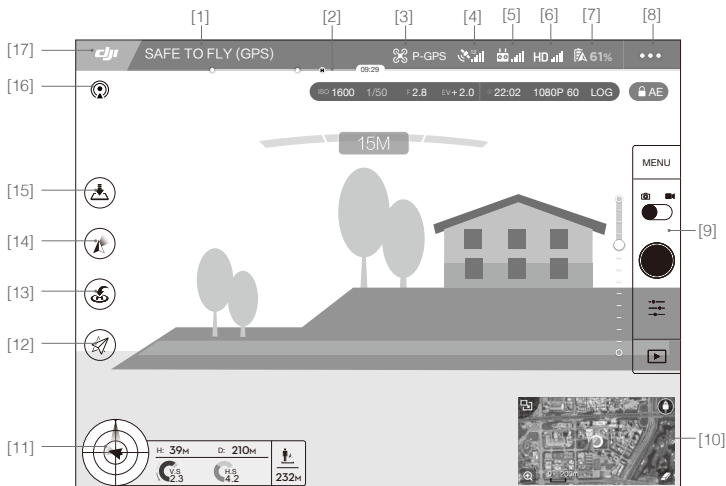 [1] [2] [3] [4] [5] [6] [7] [8]
[17] dji SAFE TO FLY (GPS) P-GPS HD 61%
H 09:29
[16] ISO 1600 1/50 F 2.8 EV +2.0 22:02 1080P 60 LOG AE
15M
MENU
[15]
[9]
[14]
[13]
[12]
[11] H: 39M D: 210M
V.S 2.3 H.S 4.2 232M
200m
[10]